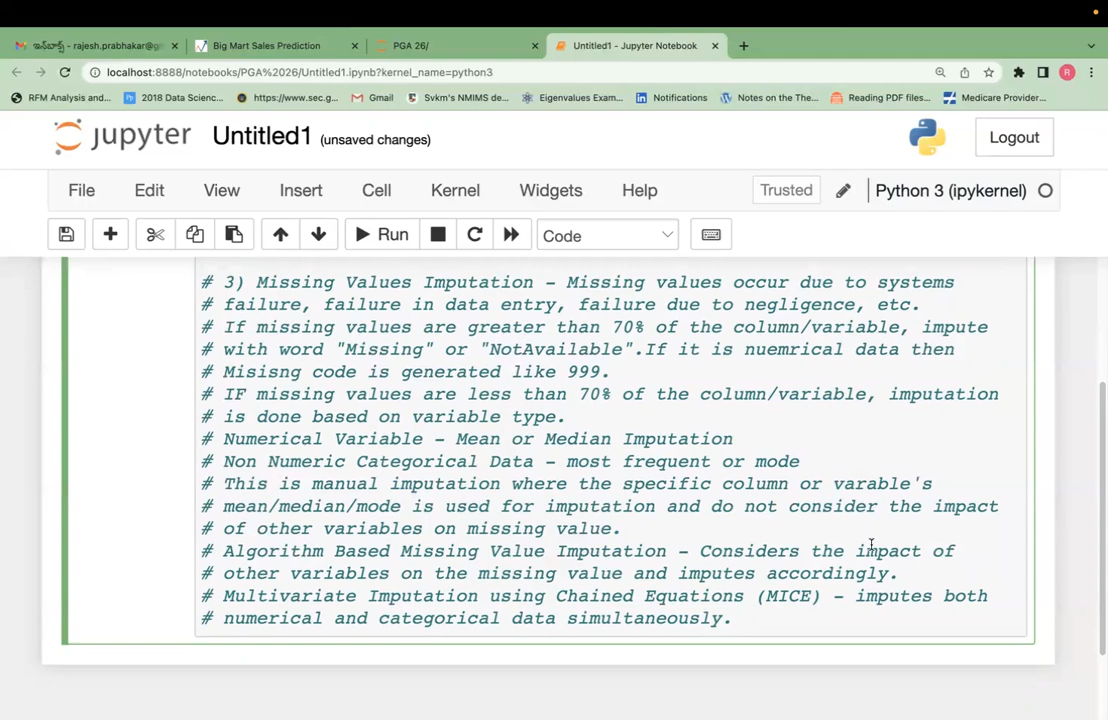 ఇన్‌బాక్స్ - rajesh.prabhakar@gm
Big Mart Sales Prediction
PGA 26/
Untitled1 - Jupyter Notebook
localhost:8888/notebooks/PGA%2026/Untitled1.ipynb?kernel_name=python3
R
RFM Analysis and...
2018 Data Scienc...
https://www.sec.g...
Gmail
Svkm's NMIMS de...
Eigenvalues Exam...
Notifications
Notes on the The...
Reading PDF files...
Medicare Provider...
jupyter Untitled1 (unsaved changes)
Logout
File Edit View Insert Cell Kernel Widgets Help
Trusted
Python 3 (ipykernel)
Run
Code
# 3) Missing Values Imputation - Missing values occur due to systems
# failure, failure in data entry, failure due to negligence, etc.
# If missing values are greater than 70% of the column/variable, impute
# with word "Missing" or "NotAvailable".If it is nuemrical data then
# Misisng code is generated like 999.
# IF missing values are less than 70% of the column/variable, imputation
# is done based on variable type.
# Numerical Variable - Mean or Median Imputation
# Non Numeric Categorical Data - most frequent or mode
# This is manual imputation where the specific column or varable's
# mean/median/mode is used for imputation and do not consider the impact
# of other variables on missing value.
# Algorithm Based Missing Value Imputation - Considers the impact of
# other variables on the missing value and imputes accordingly.
# Multivariate Imputation using Chained Equations (MICE) - imputes both
# numerical and categorical data simultaneously.